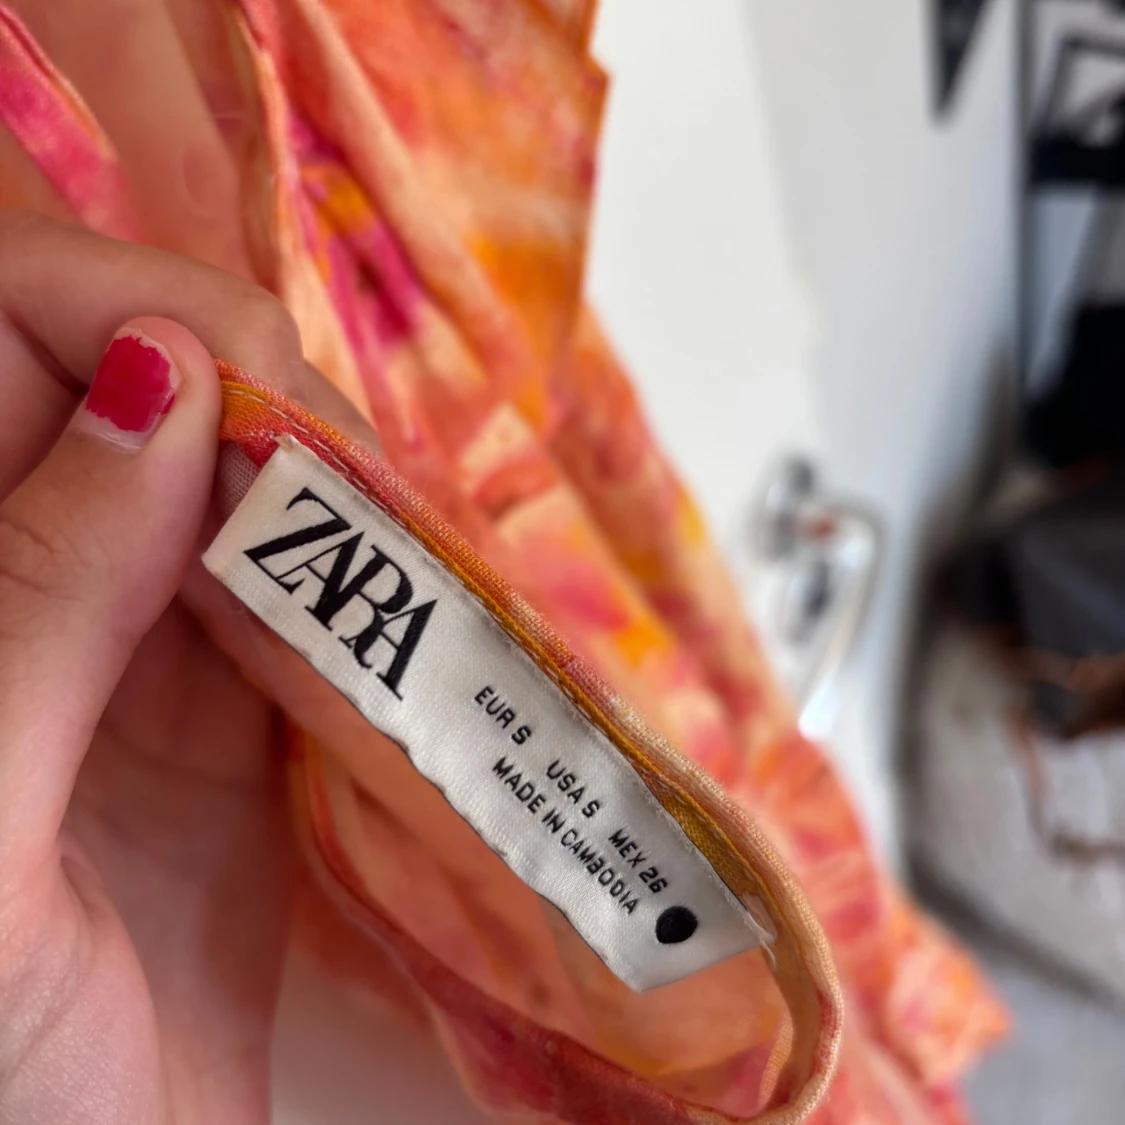 ZARA
EUR S USA S MEX 26
MADE IN CAMBODIA